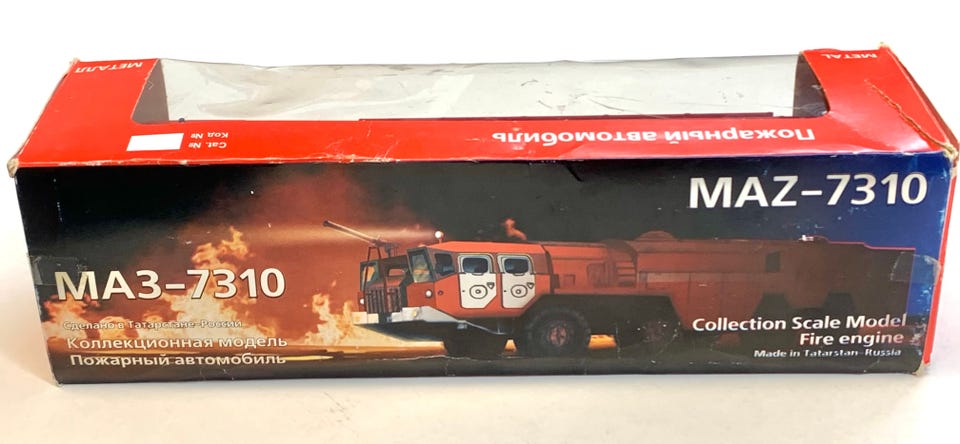 МЕТАЛЛ
METAL
Cat. №
Код №
Пожарный автомобиль
MAZ-7310
МАЗ-7310
Сделано в Татарстане-России
Коллекционная модель
Пожарный автомобиль
Collection Scale Model
Fire engine
Made in Tatarstan-Russia